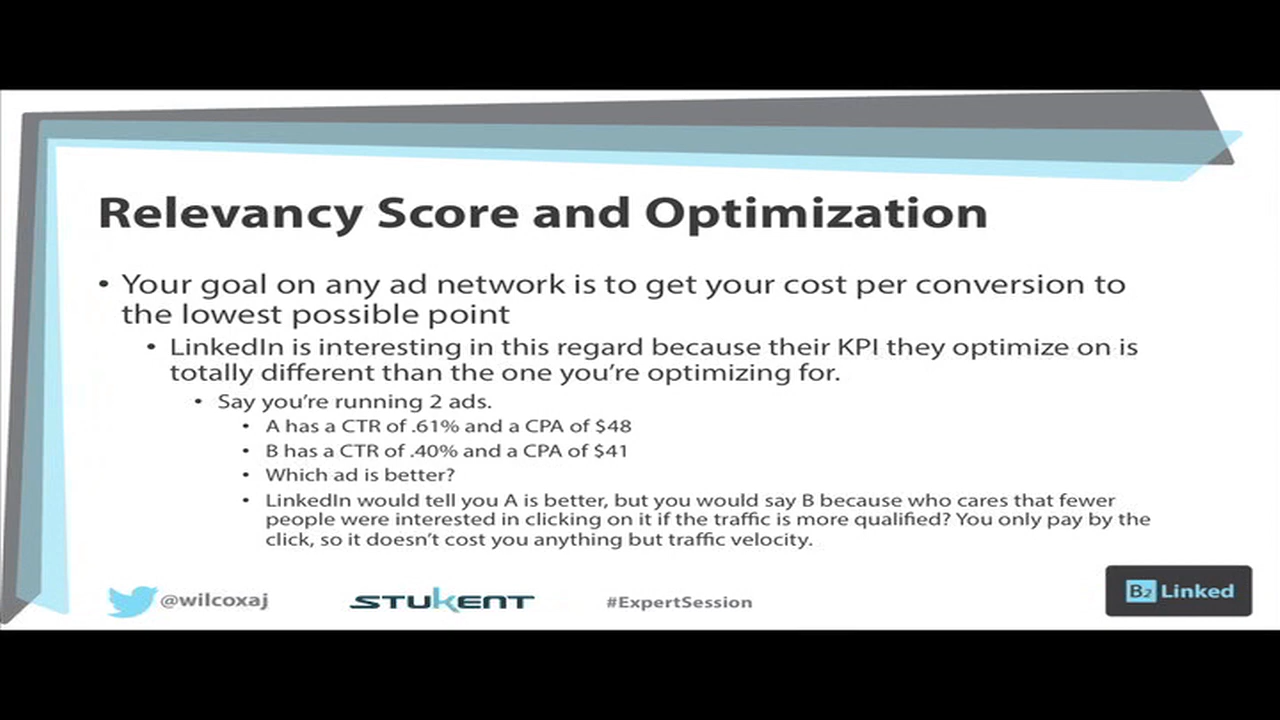 Relevancy Score and Optimization
• Your goal on any ad network is to get your cost per conversion to
the lowest possible point
• LinkedIn is interesting in this regard because their KPI they optimize on is
totally different than the one you're optimizing for.
• Say you're running 2 ads.
• A has a CTR of .61% and a CPA of $48
• B has a CTR of .40% and a CPA of $41
• Which ad is better?
• LinkedIn would tell you A is better, but you would say B because who cares that fewer
people were interested in clicking on it if the traffic is more qualified? You only pay by the
click, so it doesn't cost you anything but traffic velocity.
@wilcoxaj STUKENT #ExpertSession B2 Linked